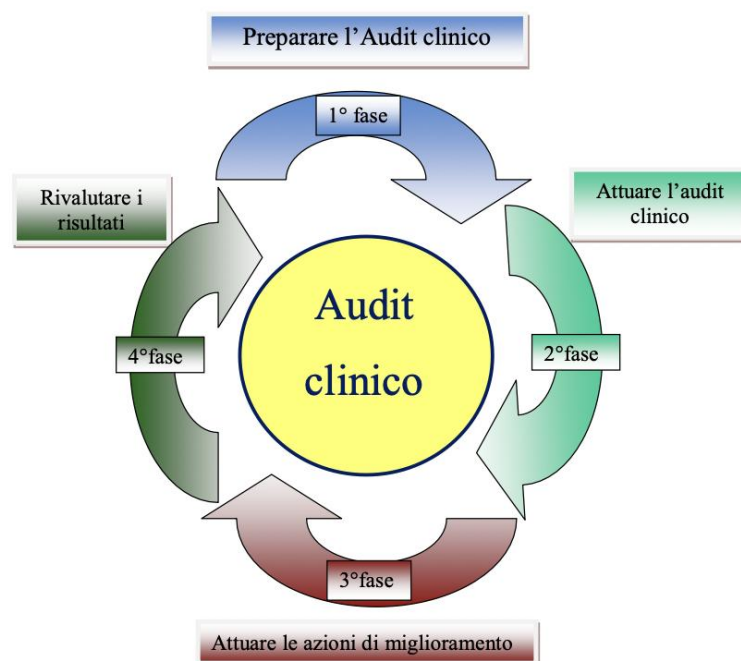 Preparare l’Audit clinico
1° fase
Rivalutare i
risultati
Attuare l’audit
clinico
Audit
clinico
4°fase
2°fase
3°fase
Attuare le azioni di miglioramento